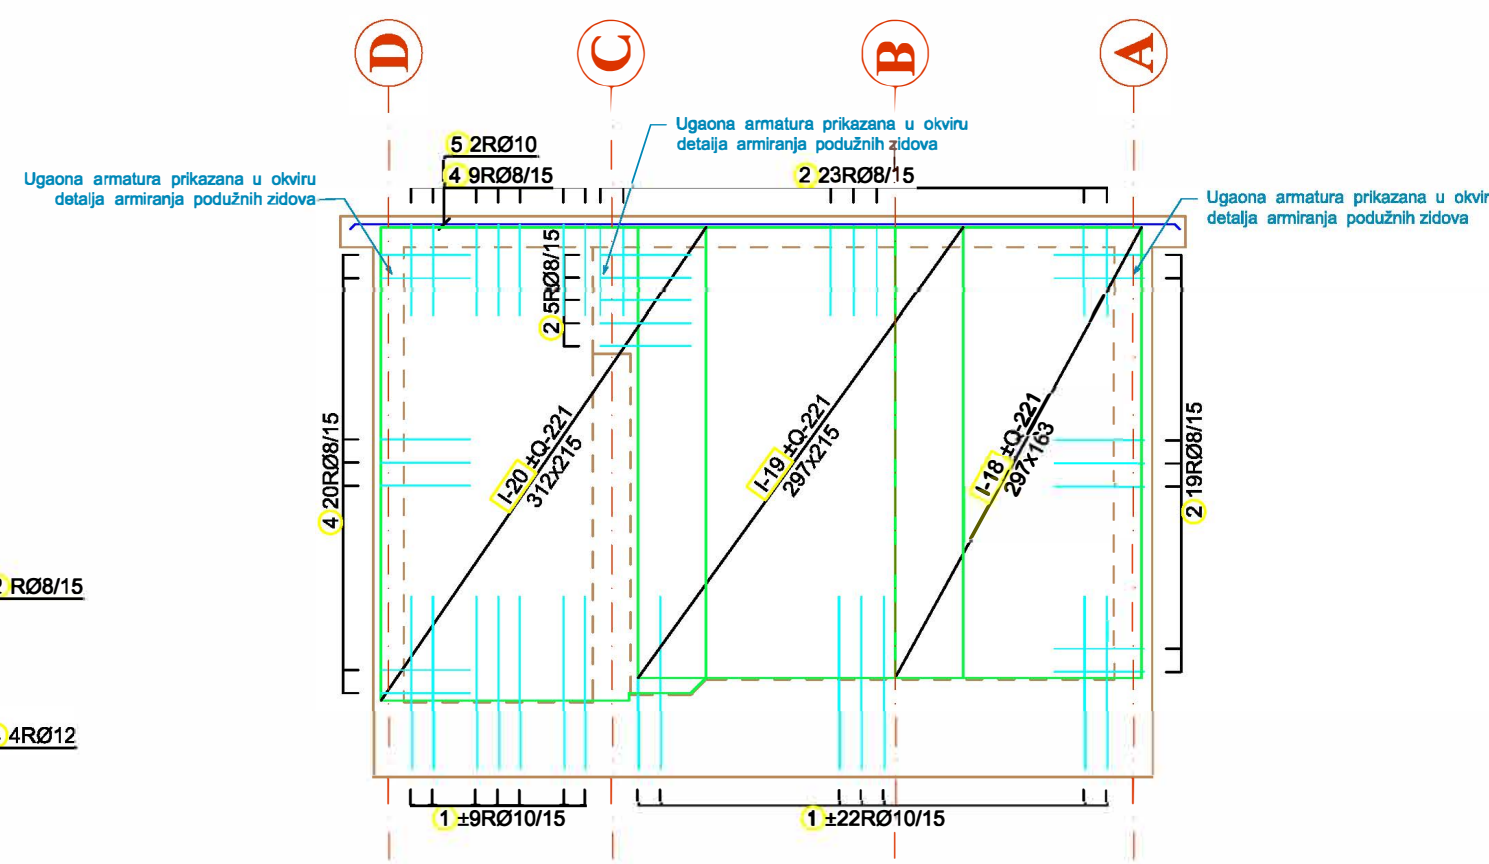 D
C
B
A
Ugaona armatura prikazana u okviru
detalja armiranja podužnih zidova
5 2RØ10
4 9RØ8/15
2 23RØ8/15
Ugaona armatura prikazana u okviru
detalja armiranja podužnih zidova
Ugaona armatura prikazana u okvir
detalja armiranja podužnih zidova
2 5RØ8/15
4 20RØ8/15
I-20 ±Q-221
312x215
I-19 ±Q-221
297x215
I-18 ±Q-221
297x163
2 19RØ8/15
2 RØ8/15
4RØ12
1 ±9RØ10/15
1 ±22RØ10/15